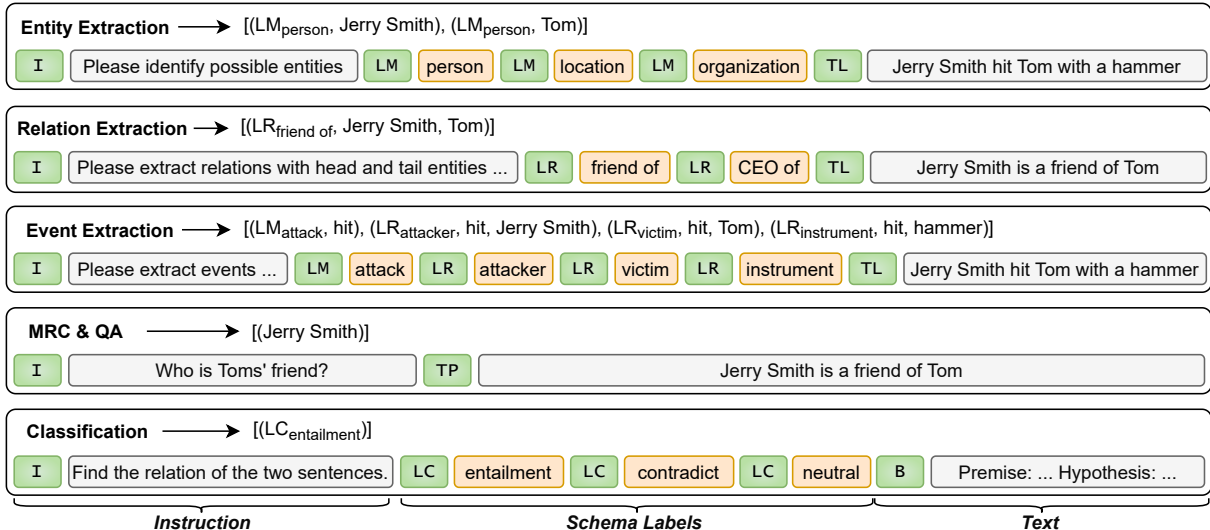 Entity Extraction [(LMperson, Jerry Smith), (LMperson, Tom)]
I Please identify possible entities LM person LM location LM organization TL Jerry Smith hit Tom with a hammer
Relation Extraction [(LRfriend of, Jerry Smith, Tom)]
I Please extract relations with head and tail entities ... LR friend of LR CEO of TL Jerry Smith is a friend of Tom
Event Extraction [(LMattack, hit), (LRattacker, hit, Jerry Smith), (LRvictim, hit, Tom), (LRinstrument, hit, hammer)]
I Please extract events ... LM attack LR attacker LR victim LR instrument TL Jerry Smith hit Tom with a hammer
MRC & QA [(Jerry Smith)]
I Who is Toms' friend? TP Jerry Smith is a friend of Tom
Classification [(LCentailment)]
I Find the relation of the two sentences. LC entailment LC contradict LC neutral B Premise: ... Hypothesis: ...
Instruction Schema Labels Text